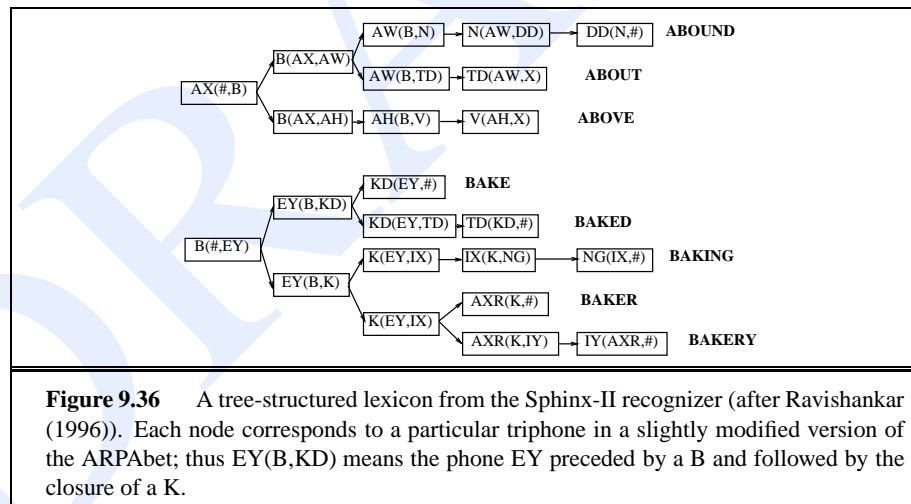 AW(B,N) N(AW,DD) DD(N,#) ABOUND
B(AX,AW)
AW(B,TD) TD(AW,X) ABOUT
AX(#,B)
B(AX,AH) AH(B,V) V(AH,X) ABOVE
KD(EY,#) BAKE
EY(B,KD)
KD(EY,TD) TD(KD,#) BAKED
B(#,EY)
K(EY,IX) IX(K,NG) NG(IX,#) BAKING
EY(B,K)
AXR(K,#) BAKER
K(EY,IX)
AXR(K,IY) IY(AXR,#) BAKERY
Figure 9.36 A tree-structured lexicon from the Sphinx-II recognizer (after Ravishankar
(1996)). Each node corresponds to a particular triphone in a slightly modified version of
the ARPAbet; thus EY(B,KD) means the phone EY preceded by a B and followed by the
closure of a K.